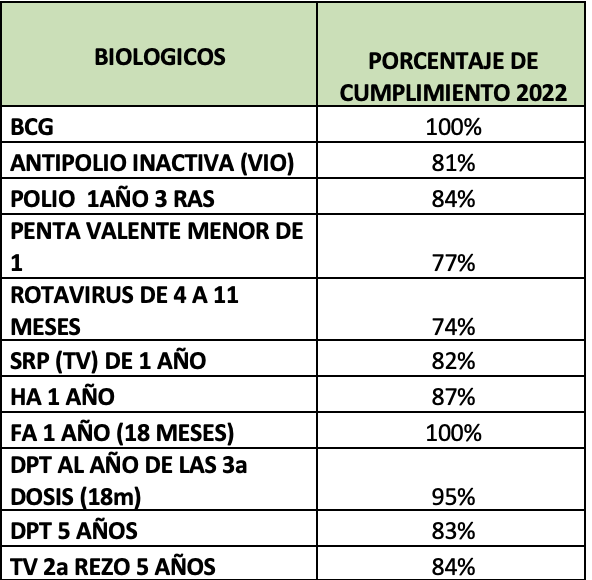 BIOLOGICOS
PORCENTAJE DE
CUMPLIMIENTO 2022
BCG 100%
ANTIPOLIO INACTIVA (VIO) 81%
POLIO 1AÑO 3 RAS 84%
PENTA VALENTE MENOR DE
1 77%
ROTAVIRUS DE 4 A 11
MESES 74%
SRP (TV) DE 1 AÑO 82%
HA 1 AÑO 87%
FA 1 AÑO (18 MESES) 100%
DPT AL AÑO DE LAS 3a
DOSIS (18m) 95%
DPT 5 AÑOS 83%
TV 2a REZO 5 AÑOS 84%